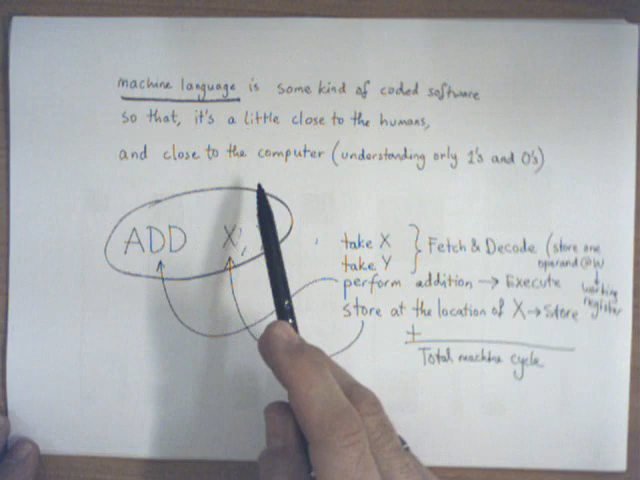 machine language is some kind of coded software
so that, it's a little close to the humans,
and close to the computer (understanding only 1's and 0's)
ADD X,
take X } Fetch & Decode (store one
take Y operand @W
perform addition → Execute working
store at the location of X → Store register
+
Total machine cycle